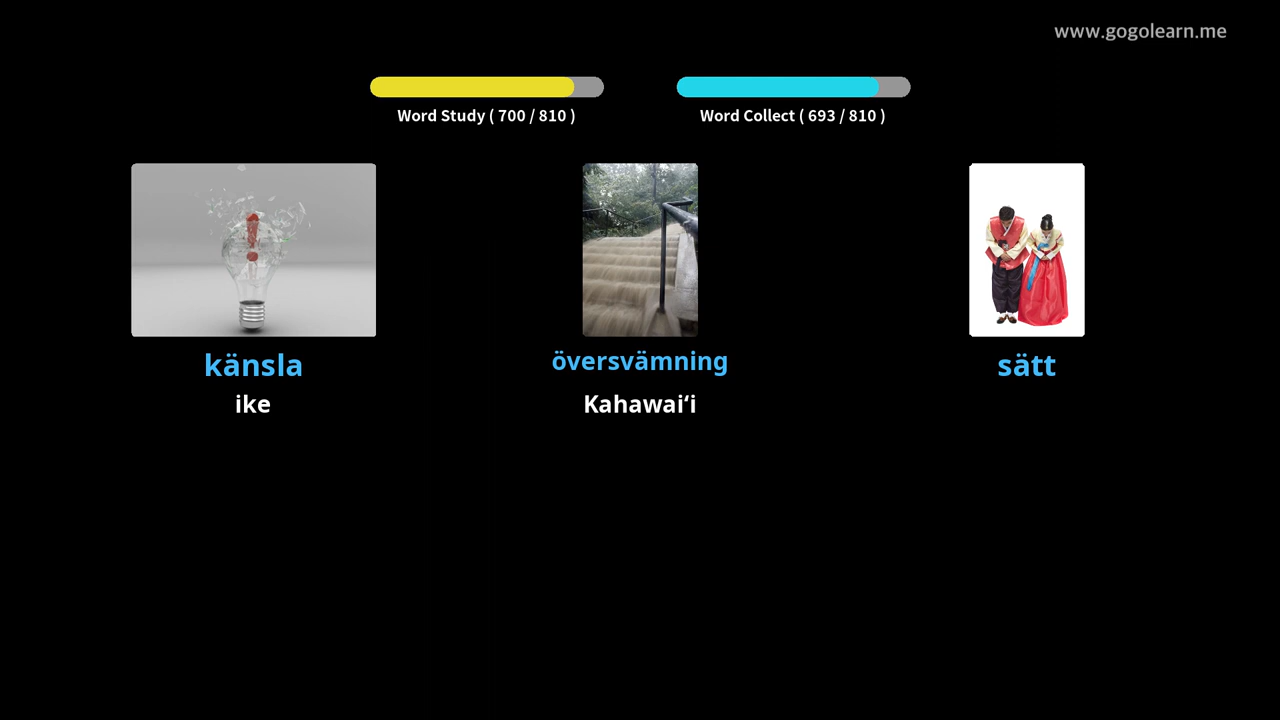 www.gogolearn.me
Word Study ( 700 / 810 )
Word Collect ( 693 / 810 )
känsla
ike
översvämning
Kahawaiʻi
sätt